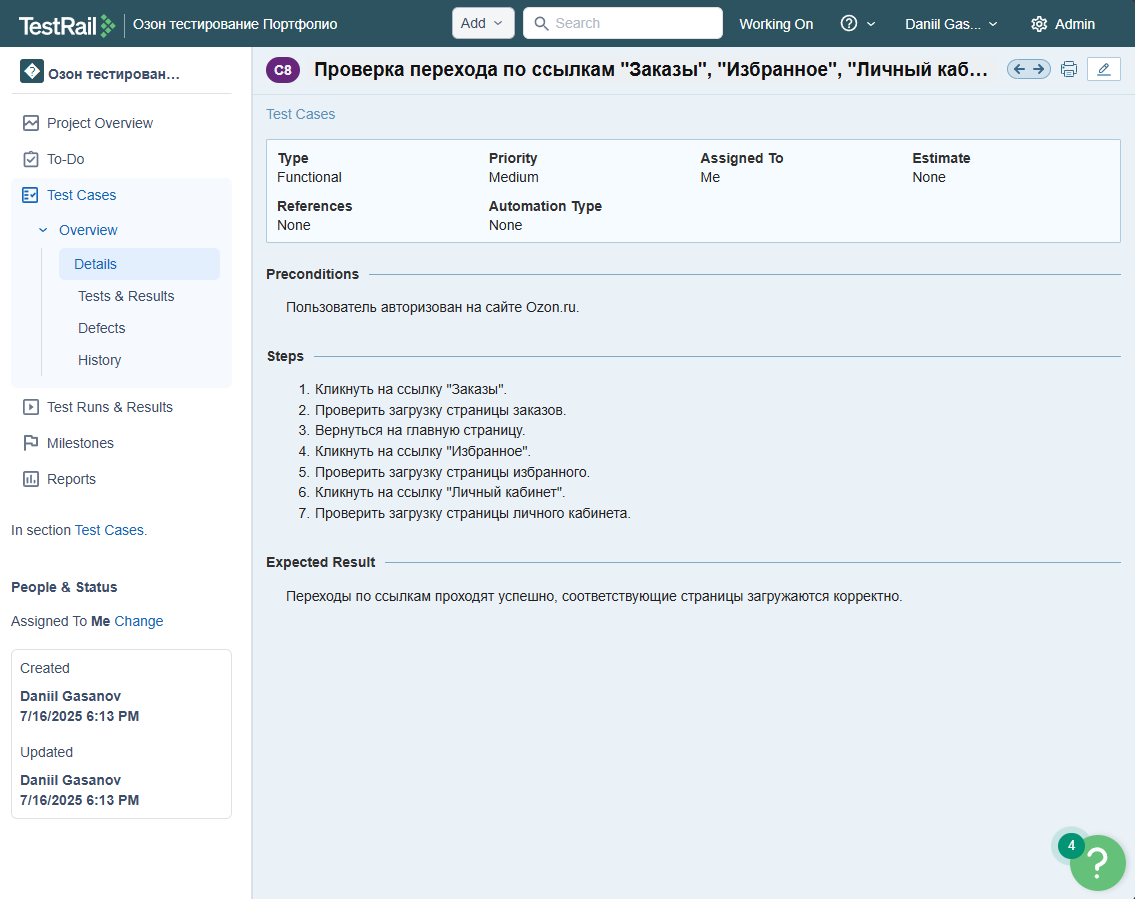 TestRail Озон тестирование Портфолио Add Search Working On Daniil Gas... Admin
Озон тестирован...
Project Overview
To-Do
Test Cases
Overview
Details
Tests & Results
Defects
History
Test Runs & Results
Milestones
Reports
In section Test Cases.
People & Status
Assigned To Me Change
Created
Daniil Gasanov
7/16/2025 6:13 PM
Updated
Daniil Gasanov
7/16/2025 6:13 PM
C8 Проверка перехода по ссылкам "Заказы", "Избранное", "Личный каб...
Test Cases
Type Priority Assigned To Estimate
Functional Medium Me None
References Automation Type
None None
Preconditions
Пользователь авторизован на сайте Ozon.ru.
Steps
1. Кликнуть на ссылку "Заказы".
2. Проверить загрузку страницы заказов.
3. Вернуться на главную страницу.
4. Кликнуть на ссылку "Избранное".
5. Проверить загрузку страницы избранного.
6. Кликнуть на ссылку "Личный кабинет".
7. Проверить загрузку страницы личного кабинета.
Expected Result
Переходы по ссылкам проходят успешно, соответствующие страницы загружаются корректно.
4
?